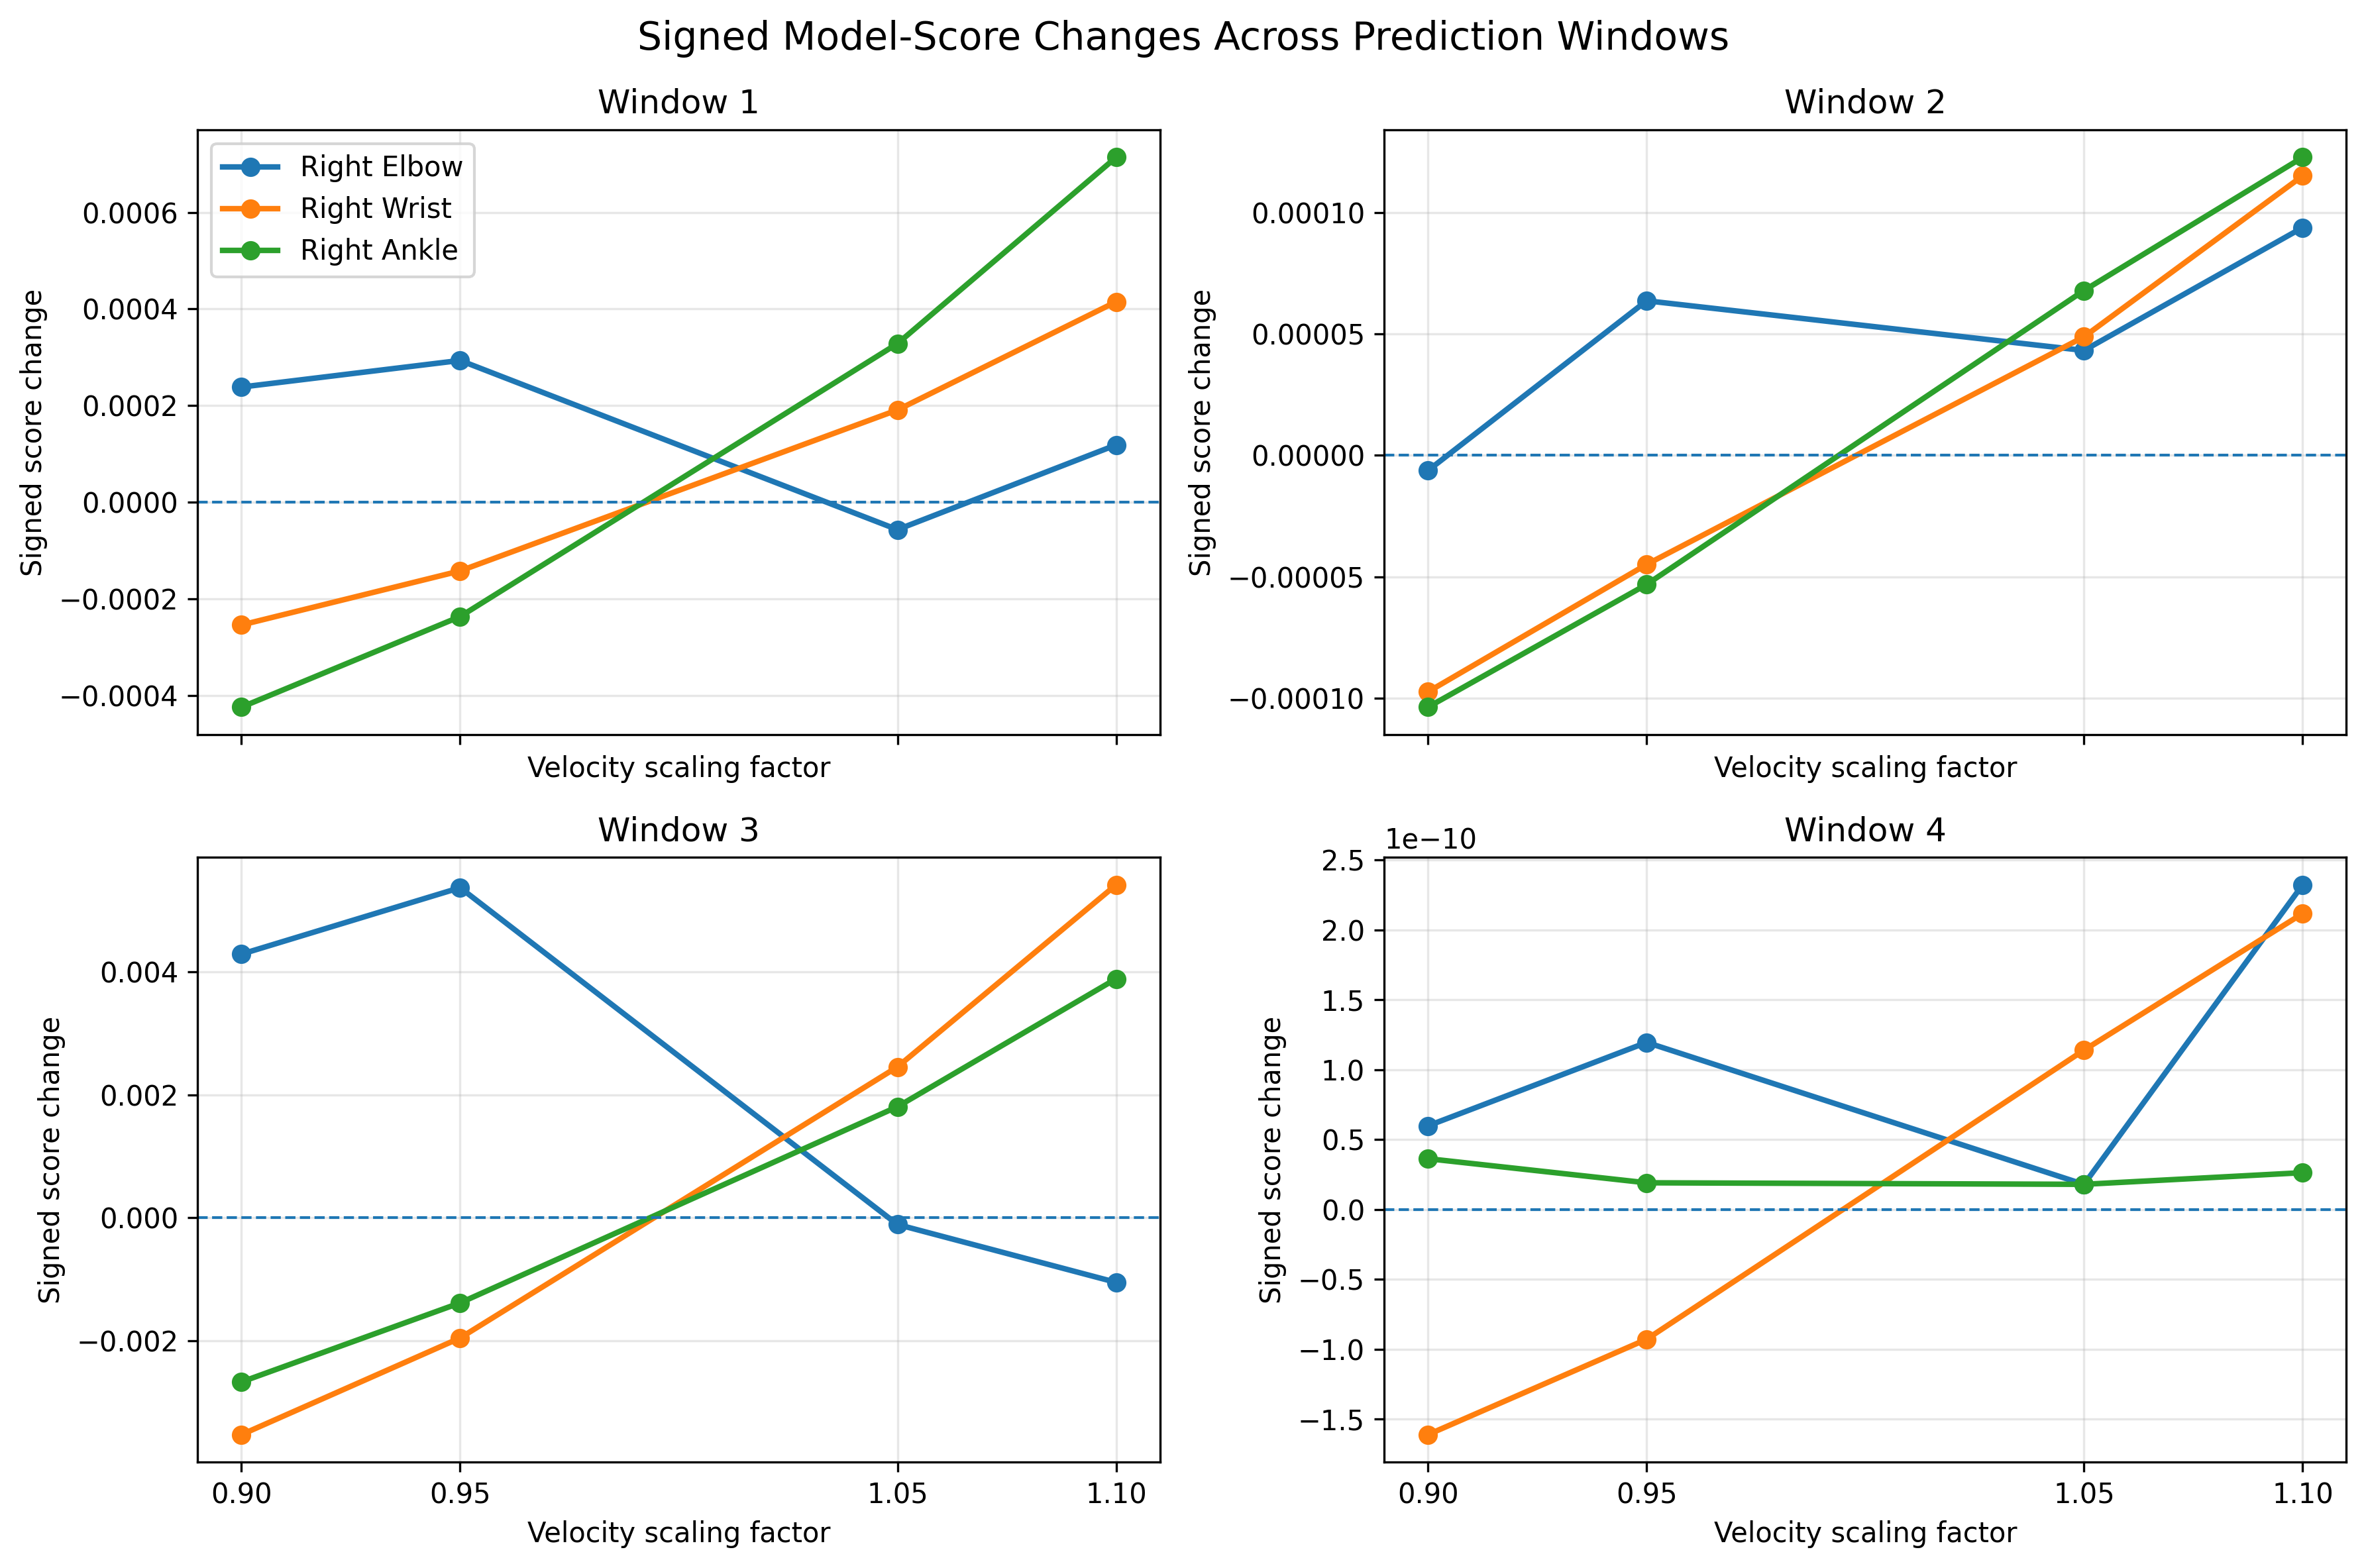 Signed Model-Score Changes Across Prediction Windows
Window 1
Right Elbow
Right Wrist
Right Ankle
0.0006
0.0004
0.0002
0.0000
−0.0002
−0.0004
Signed score change
Velocity scaling factor
Window 2
0.00010
0.00005
0.00000
−0.00005
−0.00010
Signed score change
Velocity scaling factor
Window 3
0.004
0.002
0.000
−0.002
Signed score change
0.90 0.95 1.05 1.10
Velocity scaling factor
Window 4
1e−10
2.5
2.0
1.5
1.0
0.5
0.0
−0.5
−1.0
−1.5
Signed score change
0.90 0.95 1.05 1.10
Velocity scaling factor